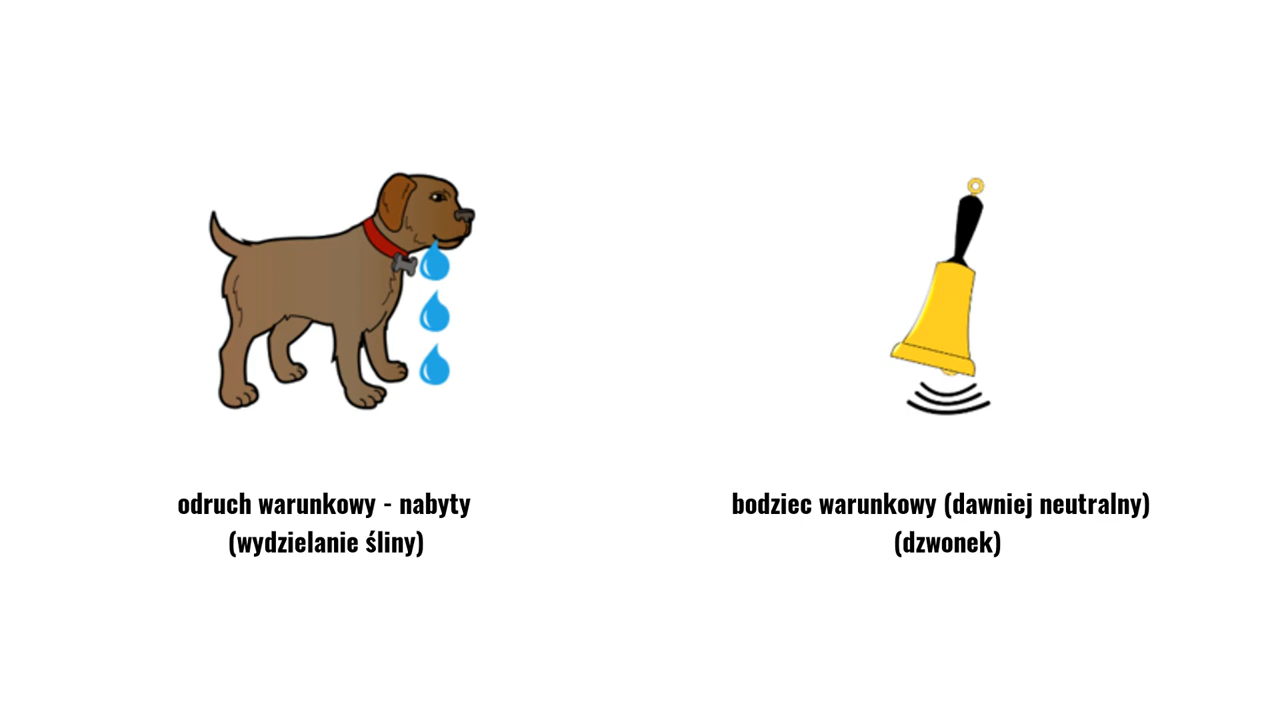 odruch warunkowy - nabyty
(wydzielanie śliny)
bodziec warunkowy (dawniej neutralny)
(dzwonek)